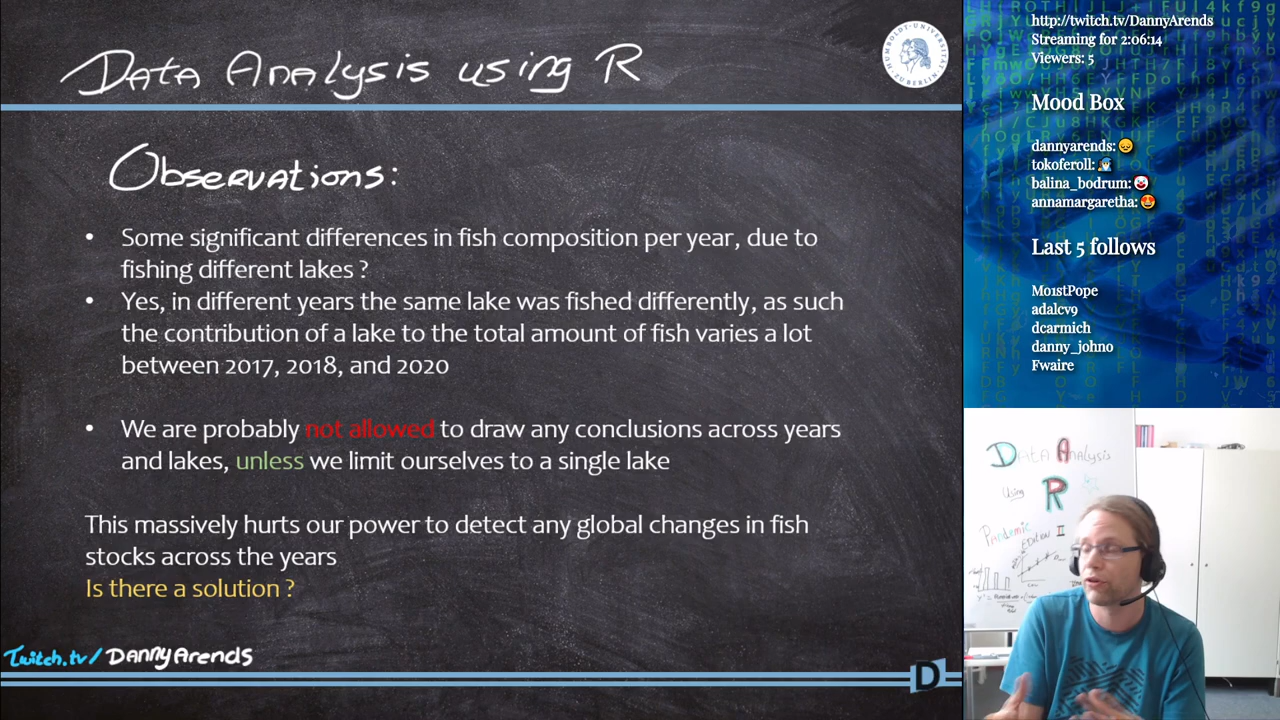 Data Analysis using R
HUMBOLDT-UNIVERSITÄT ZU BERLIN
Observations:
• Some significant differences in fish composition per year, due to
fishing different lakes ?
• Yes, in different years the same lake was fished differently, as such
the contribution of a lake to the total amount of fish varies a lot
between 2017, 2018, and 2020
• We are probably not allowed to draw any conclusions across years
and lakes, unless we limit ourselves to a single lake
This massively hurts our power to detect any global changes in fish
stocks across the years
Is there a solution ?
Twitch.tv/DannyArends
D
http://twitch.tv/DannyArends
Streaming for 2:06:14
Viewers: 5
Mood Box
dannyarends:
tokoferoll:
balina_bodrum:
annamargaretha:
Last 5 follows
Mo1stPope
adalcv9
dcarmich
danny_johno
Fwaire
Data Analysis
Using R
Pandemic
Edition II